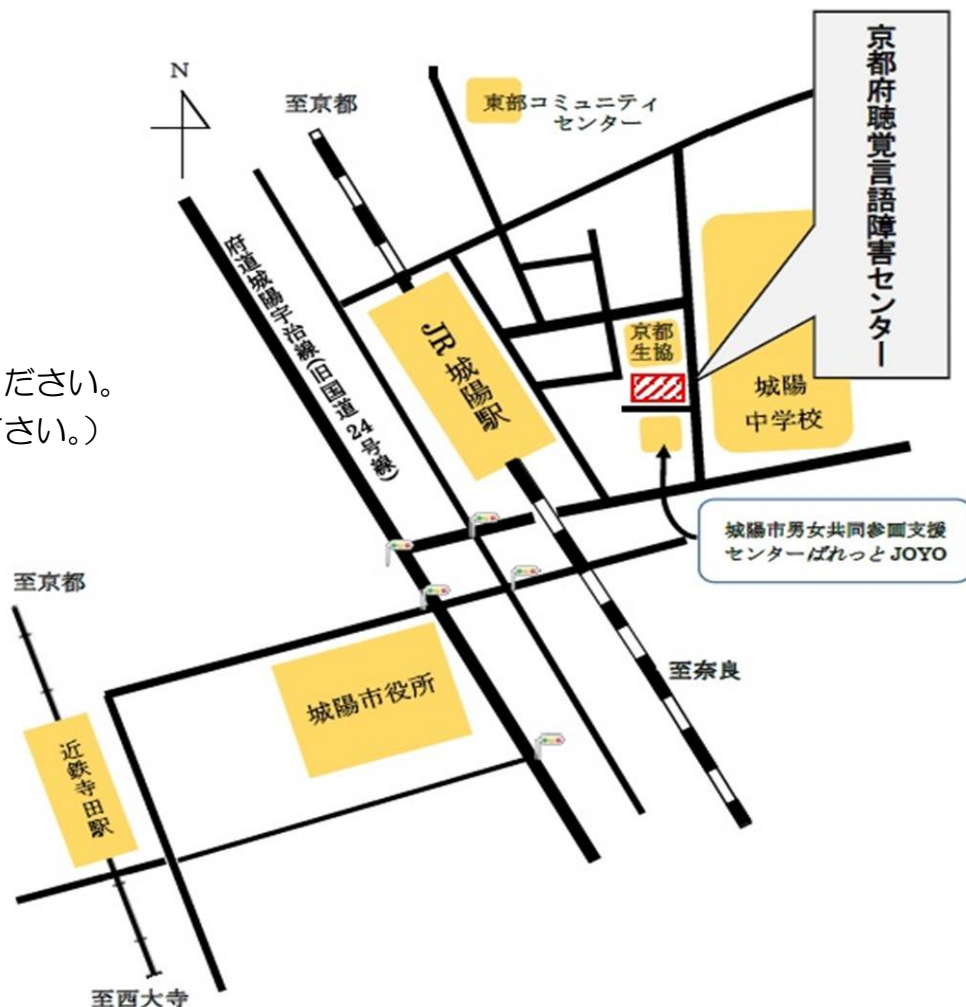 京都府聴覚言語障害センター
N
至京都
東部コミュニティ
センター
府道城陽宇治線(旧国道24号線)
JR城陽駅
京都
生協
城陽
中学校
ださい。
さい。)
城陽市男女共同参画支援
センターぱれっとJOYO
至京都
至奈良
城陽市役所
近鉄寺田駅
至西大寺